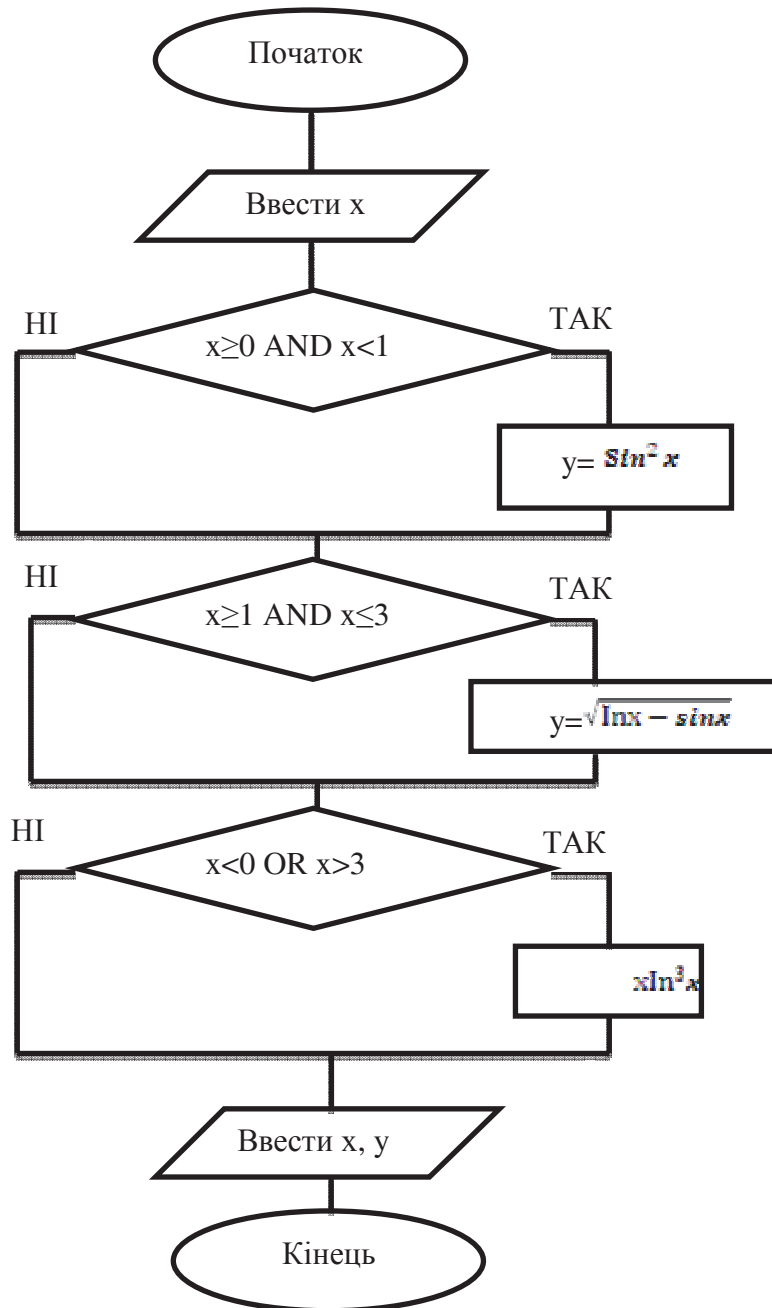 Початок
Ввести x
НІ
ТАК
x≥0 AND x<1
y= Sin² x
НІ
ТАК
x≥1 AND x≤3
y=√lnx − sinx
НІ
ТАК
x<0 OR x>3
xln³x
Ввести x, y
Кінець